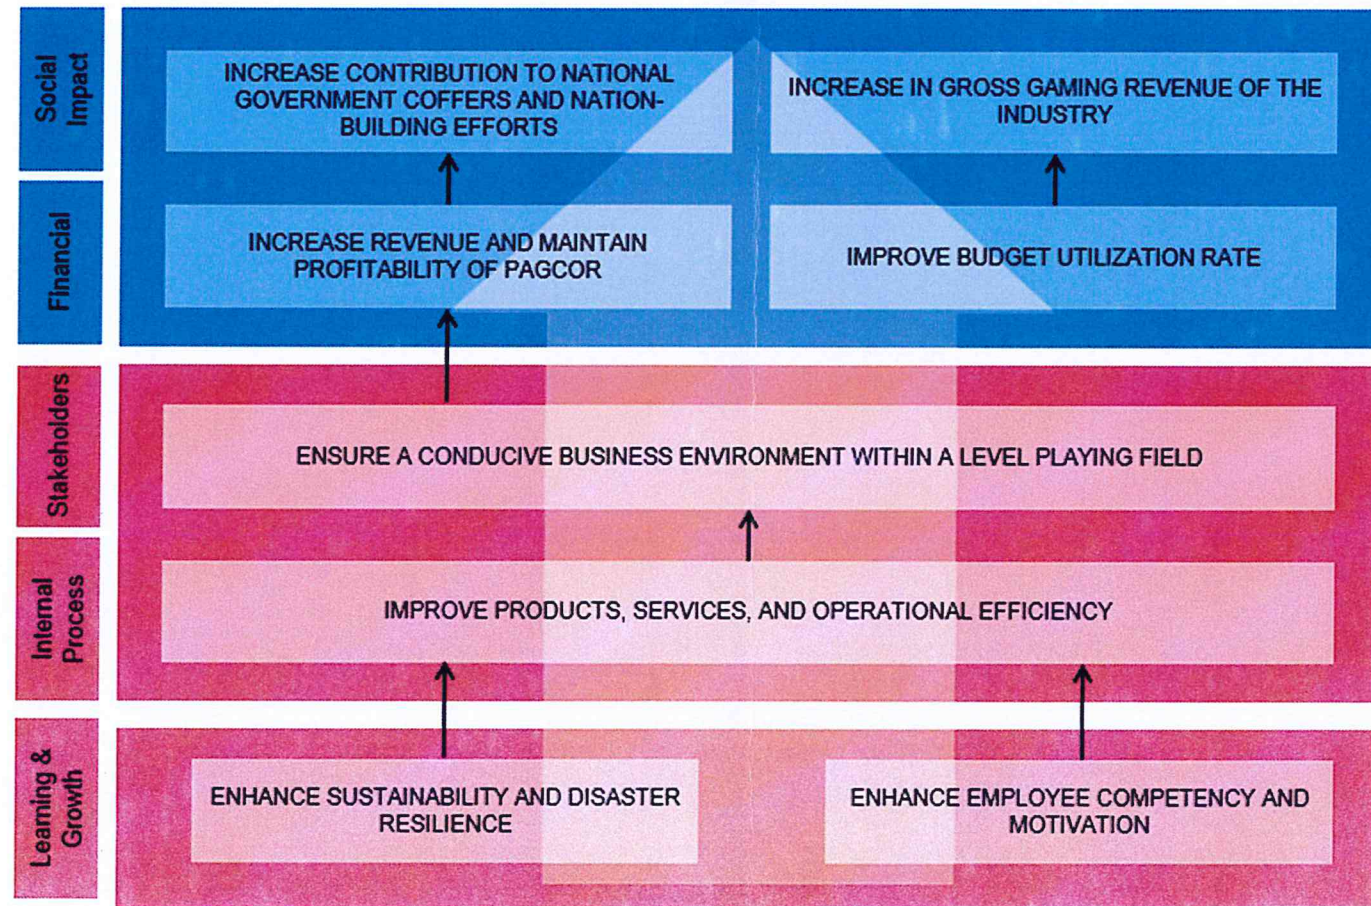 Social
Impact
INCREASE CONTRIBUTION TO NATIONAL
GOVERNMENT COFFERS AND NATION-
BUILDING EFFORTS
INCREASE IN GROSS GAMING REVENUE OF THE
INDUSTRY
Financial
INCREASE REVENUE AND MAINTAIN
PROFITABILITY OF PAGCOR
IMPROVE BUDGET UTILIZATION RATE
Stakeholders
ENSURE A CONDUCIVE BUSINESS ENVIRONMENT WITHIN A LEVEL PLAYING FIELD
Internal
Process
IMPROVE PRODUCTS, SERVICES, AND OPERATIONAL EFFICIENCY
Learning &
Growth
ENHANCE SUSTAINABILITY AND DISASTER
RESILIENCE
ENHANCE EMPLOYEE COMPETENCY AND
MOTIVATION